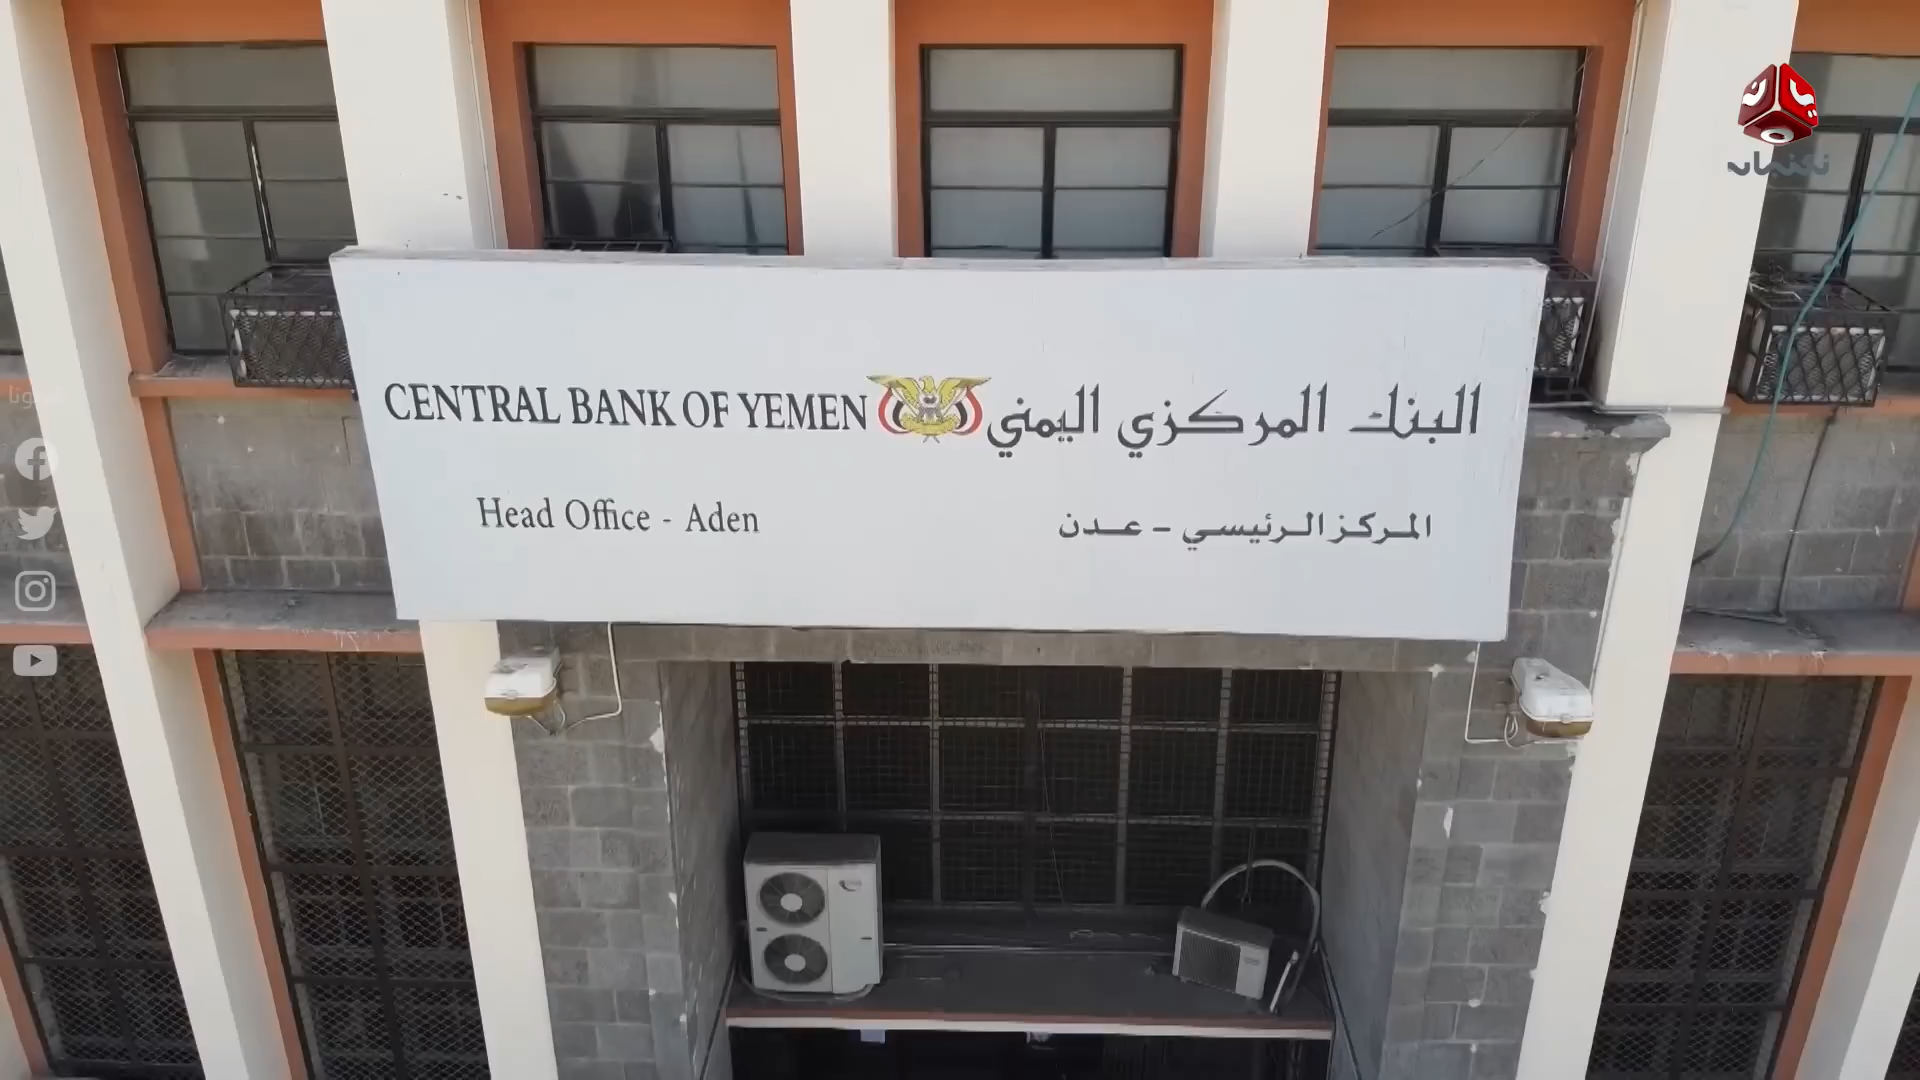 CENTRAL BANK OF YEMEN
البنك المركزي اليمني
Head Office - Aden
المركز الرئيسي - عدن